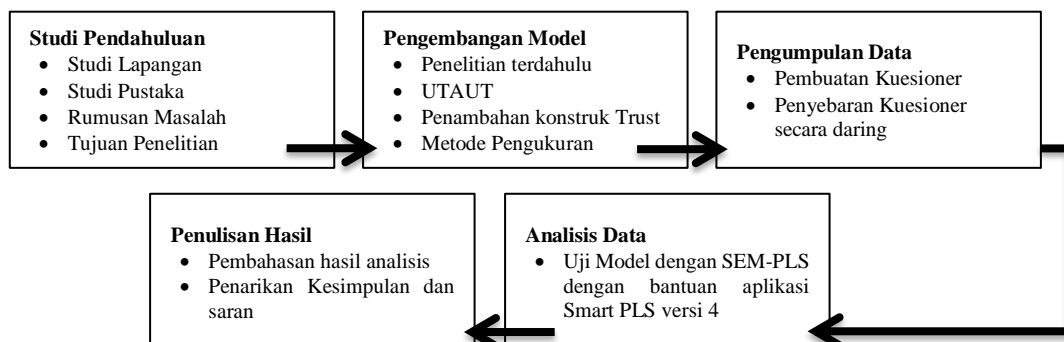 Studi Pendahuluan
• Studi Lapangan
• Studi Pustaka
• Rumusan Masalah
• Tujuan Penelitian
Pengembangan Model
• Penelitian terdahulu
• UTAUT
• Penambahan konstruk Trust
• Metode Pengukuran
Pengumpulan Data
• Pembuatan Kuesioner
• Penyebaran Kuesioner
secara daring
Analisis Data
• Uji Model dengan SEM-PLS
dengan bantuan aplikasi
Smart PLS versi 4
Penulisan Hasil
• Pembahasan hasil analisis
• Penarikan Kesimpulan dan
saran